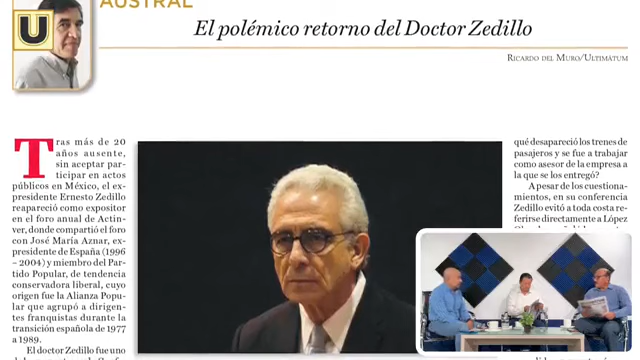 AUSTRAL
U
El polémico retorno del Doctor Zedillo
RICARDO DEL MURO/ULTIMÁTUM
Tras más de 20
años ausente,
sin aceptar par-
ticipar en actos
públicos en México, el ex-
presidente Ernesto Zedillo
reapareció como expositor
en el foro anual de Actin-
ver, donde compartió el foro
con José María Aznar, ex-
presidente de España (1996
– 2004) y miembro del Par-
tido Popular, de tendencia
conservadora liberal, cuyo
origen fue la Alianza Popu-
lar que agrupó a dirigentes
franquistas durante la
transición española de 1977
a 1989.
El doctor Zedillo fue uno
qué desapareció los trenes de
pasajeros y se fue a trabajar
como asesor de la empresa a
la que se los entregó?
A pesar de los cuestiona-
mientos, en su conferencia
Zedillo evitó a toda costa re-
ferirse directamente a López